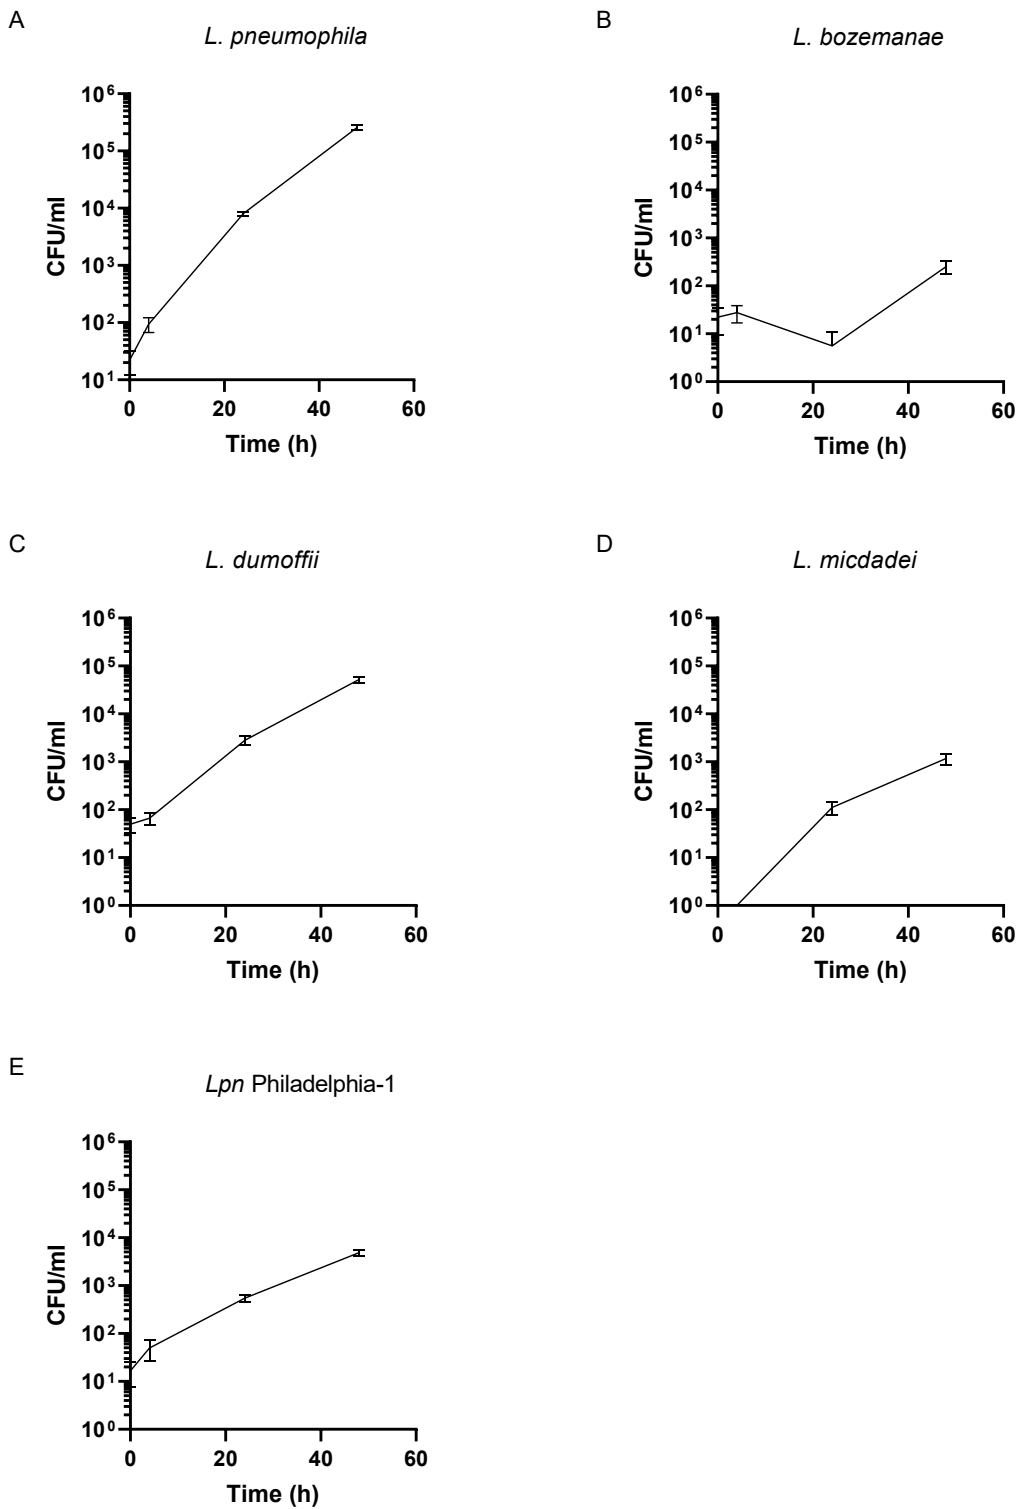 A
L. pneumophila
10⁶
10⁵
10⁴
10³
10²
10¹
CFU/ml
0 20 40 60
Time (h)
B
L. bozemanae
10⁶
10⁵
10⁴
10³
10²
10¹
10⁰
CFU/ml
0 20 40 60
Time (h)
C
L. dumoffii
10⁶
10⁵
10⁴
10³
10²
10¹
10⁰
CFU/ml
0 20 40 60
Time (h)
D
L. micdadei
10⁶
10⁵
10⁴
10³
10²
10¹
10⁰
CFU/ml
0 20 40 60
Time (h)
E
Lpn Philadelphia-1
10⁶
10⁵
10⁴
10³
10²
10¹
10⁰
CFU/ml
0 20 40 60
Time (h)